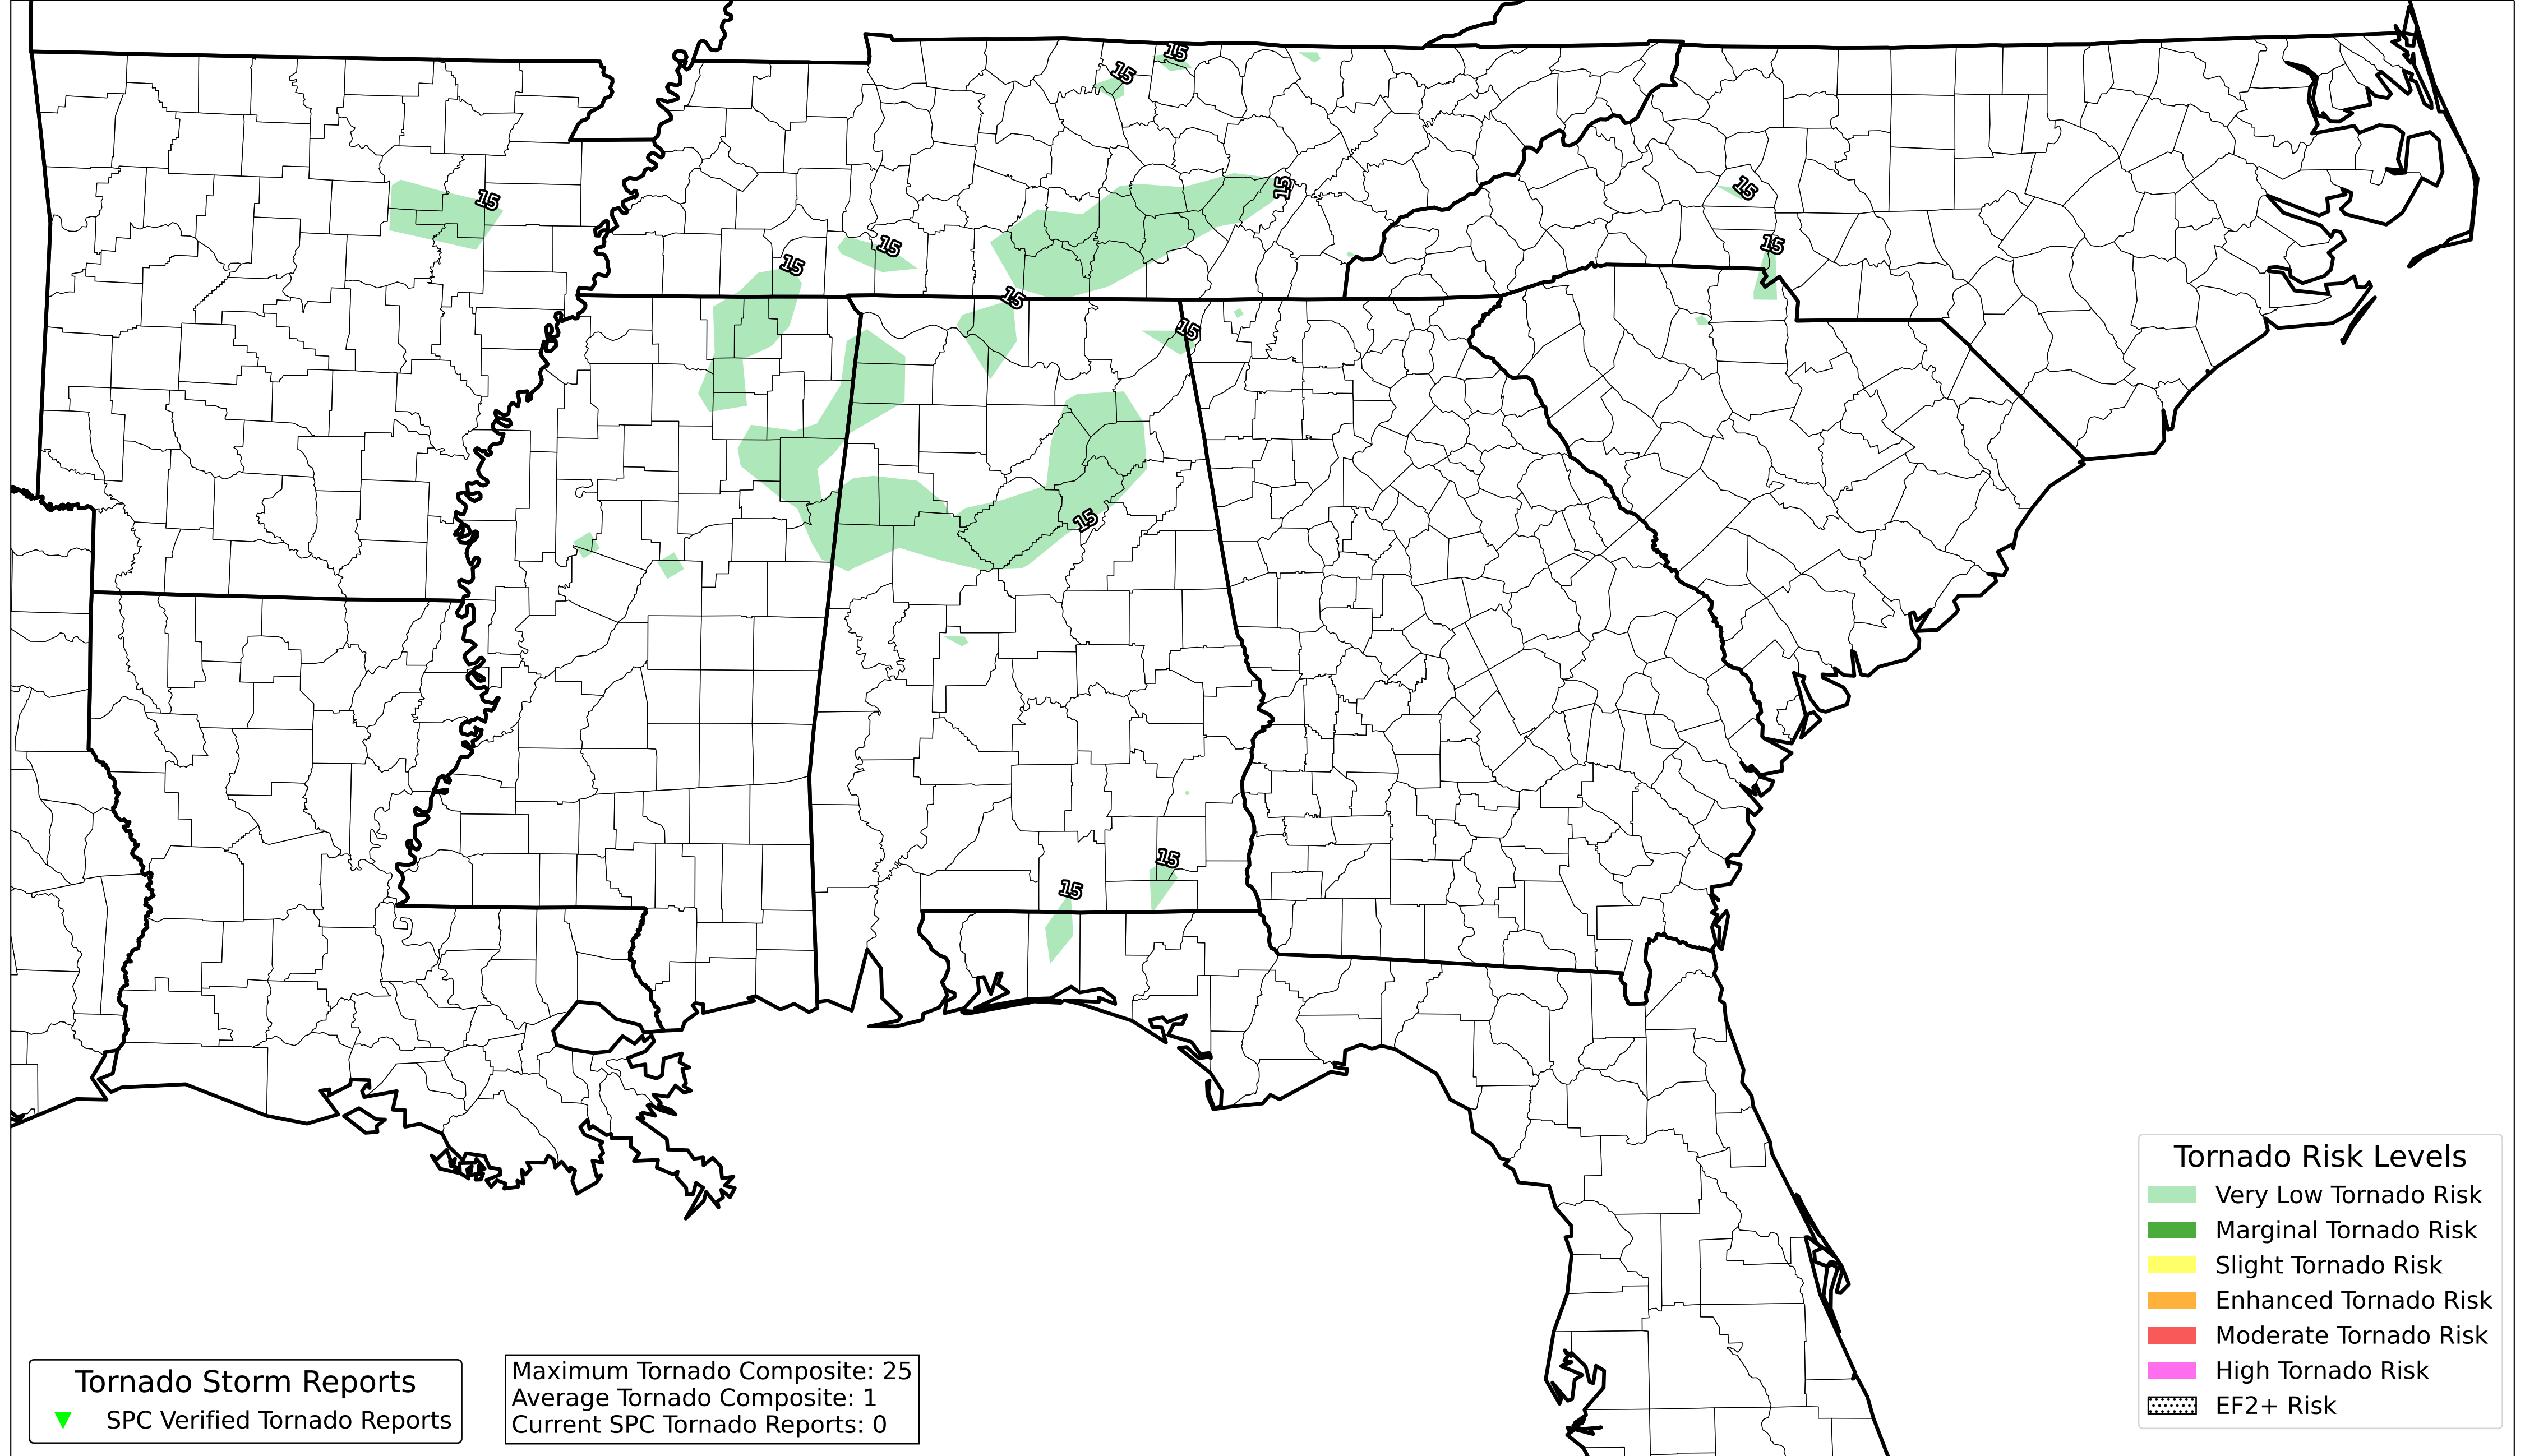 15
15
15
15
15
15
15
15
15
15
15
15
15
15
Tornado Risk Levels
Very Low Tornado Risk
Marginal Tornado Risk
Slight Tornado Risk
Enhanced Tornado Risk
Moderate Tornado Risk
High Tornado Risk
EF2+ Risk
Tornado Storm Reports
SPC Verified Tornado Reports
Maximum Tornado Composite: 25
Average Tornado Composite: 1
Current SPC Tornado Reports: 0